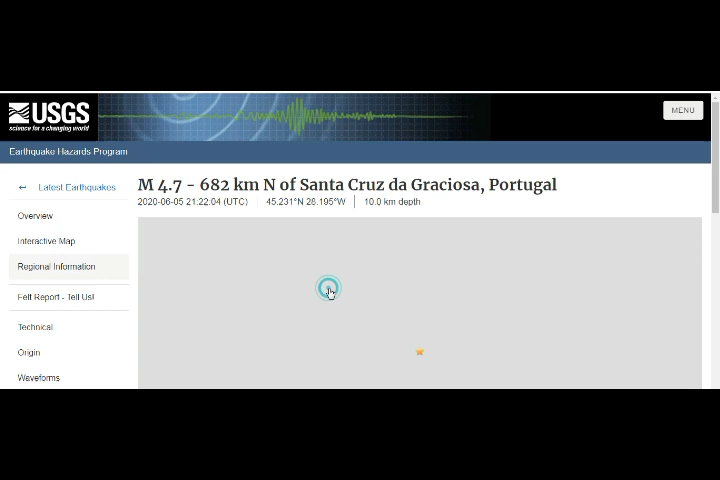 USGS
science for a changing world
MENU
Earthquake Hazards Program
← Latest Earthquakes
Overview
Interactive Map
Regional Information
Felt Report - Tell Us!
Technical
Origin
Waveforms
M 4.7 - 682 km N of Santa Cruz da Graciosa, Portugal
2020-06-05 21:22:04 (UTC) | 45.231°N 28.195°W | 10.0 km depth